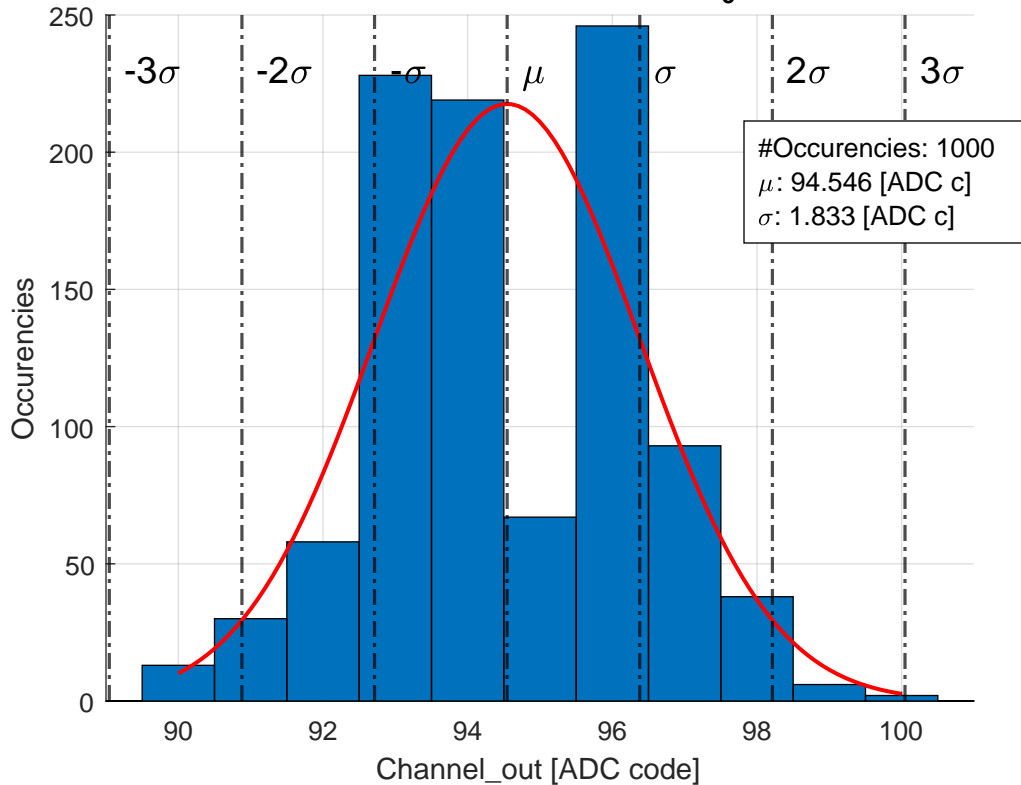 250
-3σ -2σ -σ μ σ 2σ 3σ
200
#Occurencies: 1000
μ: 94.546 [ADC c]
σ: 1.833 [ADC c]
150
Occurencies
100
50
0
90 92 94 96 98 100
Channel_out [ADC code]